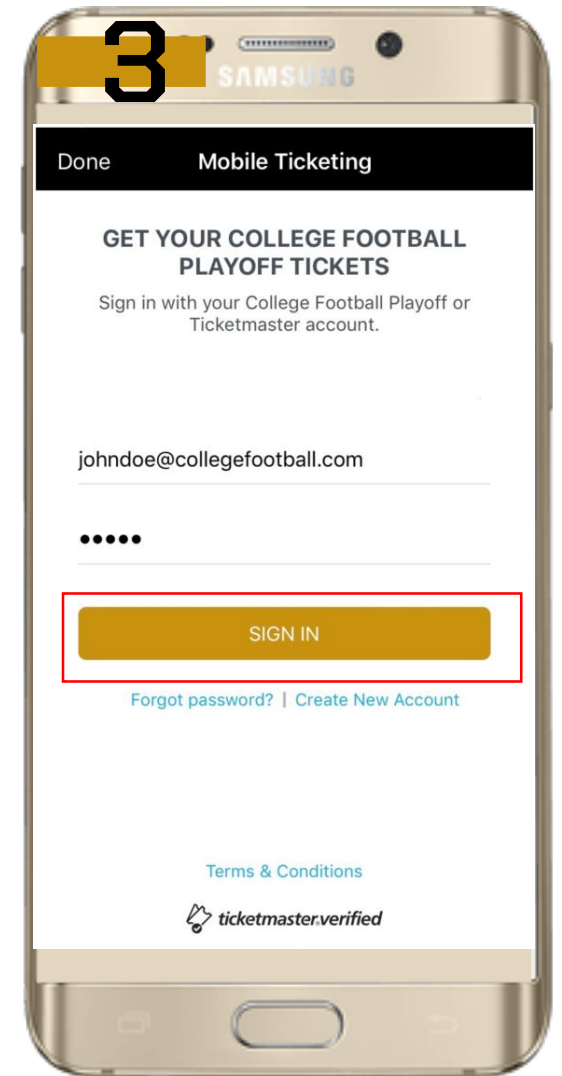 3
SAMSUNG
Done Mobile Ticketing
GET YOUR COLLEGE FOOTBALL
PLAYOFF TICKETS
Sign in with your College Football Playoff or
Ticketmaster account.
johndoe@collegefootball.com
•••••
SIGN IN
Forgot password? | Create New Account
Terms & Conditions
ticketmaster.verified